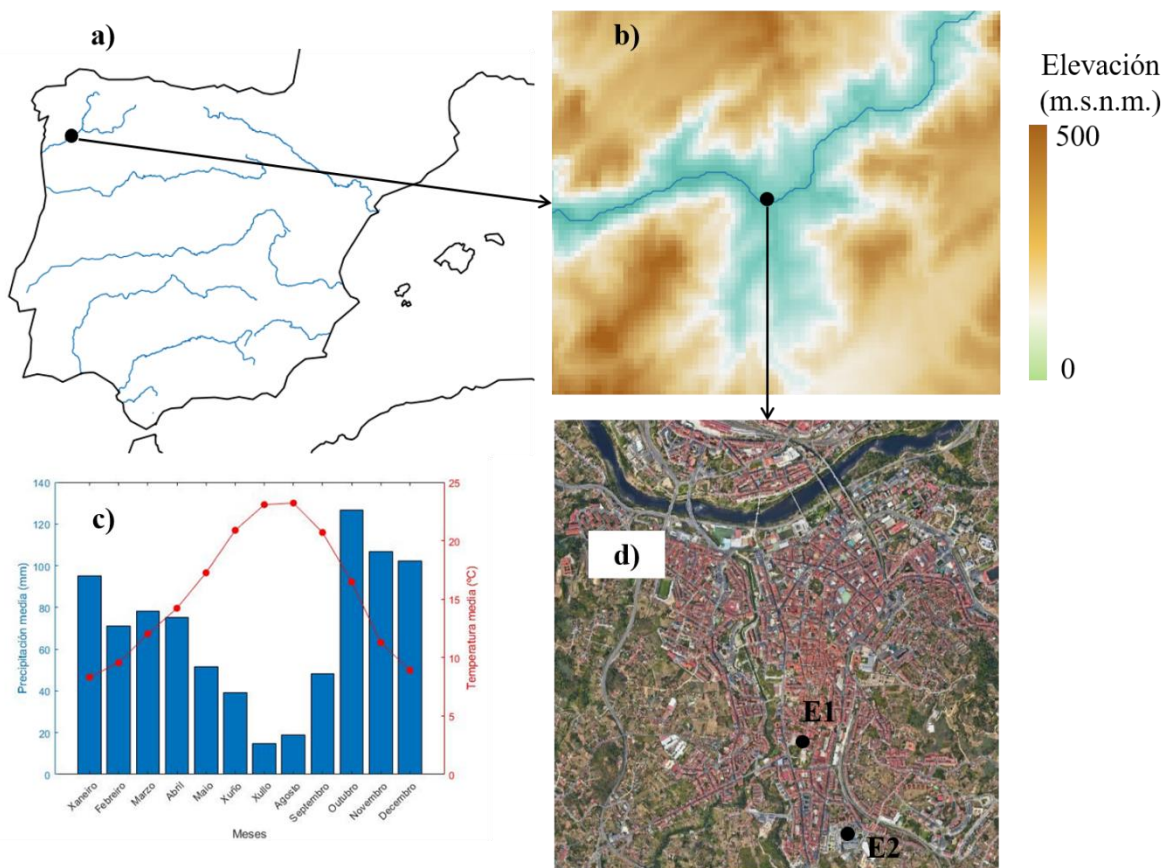 a)
b)
Elevación
(m.s.n.m.)
500
0
c)
140
120
100
80
60
40
20
0
Precipitación media (mm)
25
20
15
10
5
0
Temperatura media (ºC)
Xaneiro
Febreiro
Marzo
Abril
Maio
Xuño
Xullo
Agosto
Septembro
Outubro
Novembro
Decembro
Meses
d)
E1
E2